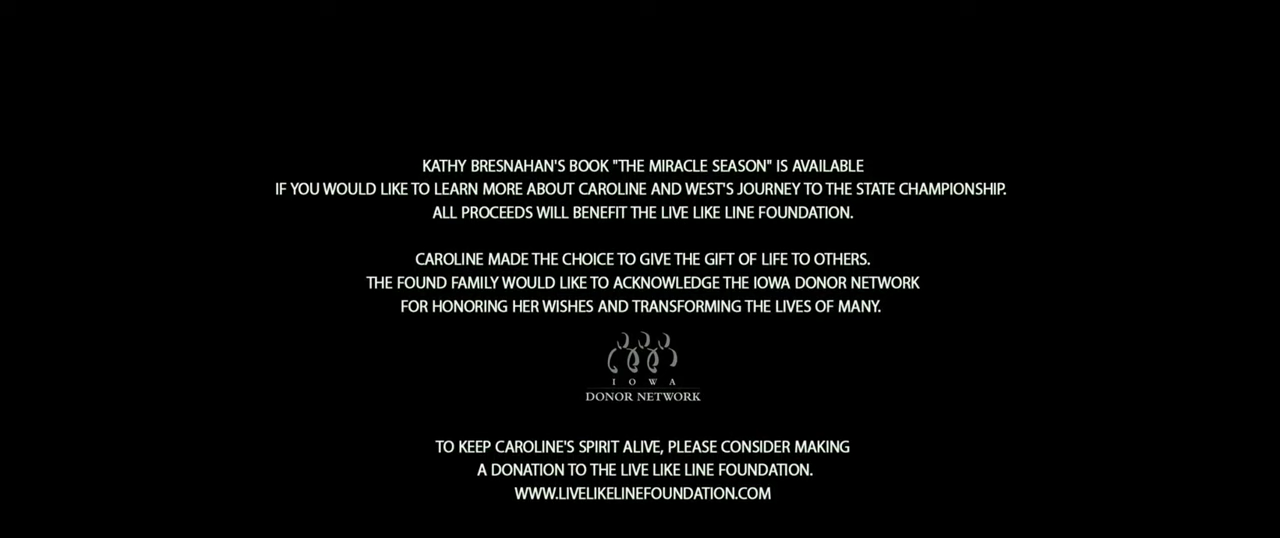 KATHY BRESNAHAN'S BOOK "THE MIRACLE SEASON" IS AVAILABLE
IF YOU WOULD LIKE TO LEARN MORE ABOUT CAROLINE AND WEST'S JOURNEY TO THE STATE CHAMPIONSHIP.
ALL PROCEEDS WILL BENEFIT THE LIVE LIKE LINE FOUNDATION.
CAROLINE MADE THE CHOICE TO GIVE THE GIFT OF LIFE TO OTHERS.
THE FOUND FAMILY WOULD LIKE TO ACKNOWLEDGE THE IOWA DONOR NETWORK
FOR HONORING HER WISHES AND TRANSFORMING THE LIVES OF MANY.
IOWA
DONOR NETWORK
TO KEEP CAROLINE'S SPIRIT ALIVE, PLEASE CONSIDER MAKING
A DONATION TO THE LIVE LIKE LINE FOUNDATION.
WWW.LIVELIKELINEFOUNDATION.COM